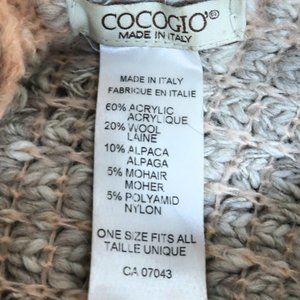 COCOGIO'®
MADE IN ITALY
MADE IN ITALY
FABRIQUE EN ITALIE
60% ACRYLIC
ACRYLIQUE
20% WOOL
LAINE
10% ALPACA
ALPAGA
5% MOHAIR
MOHER
5% POLYAMID
NYLON
ONE SIZE FITS ALL
TAILLE UNIQUE
CA 07043